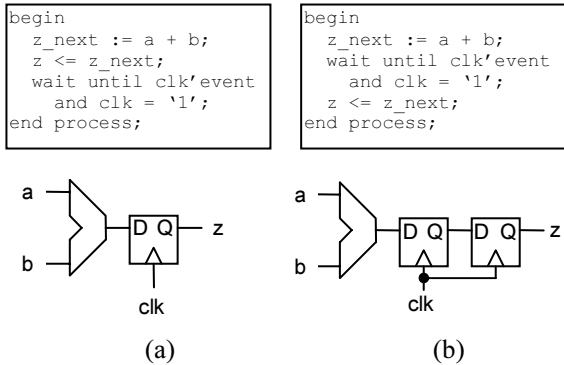 begin
  z_next := a + b;
  z <= z_next;
  wait until clk’event
    and clk = ‘1’;
end process;
begin
  z_next := a + b;
  wait until clk’event
    and clk = ‘1’;
  z <= z_next;
end process;
a
b
D Q
z
clk
a
b
D Q
D Q
z
clk
(a)
(b)